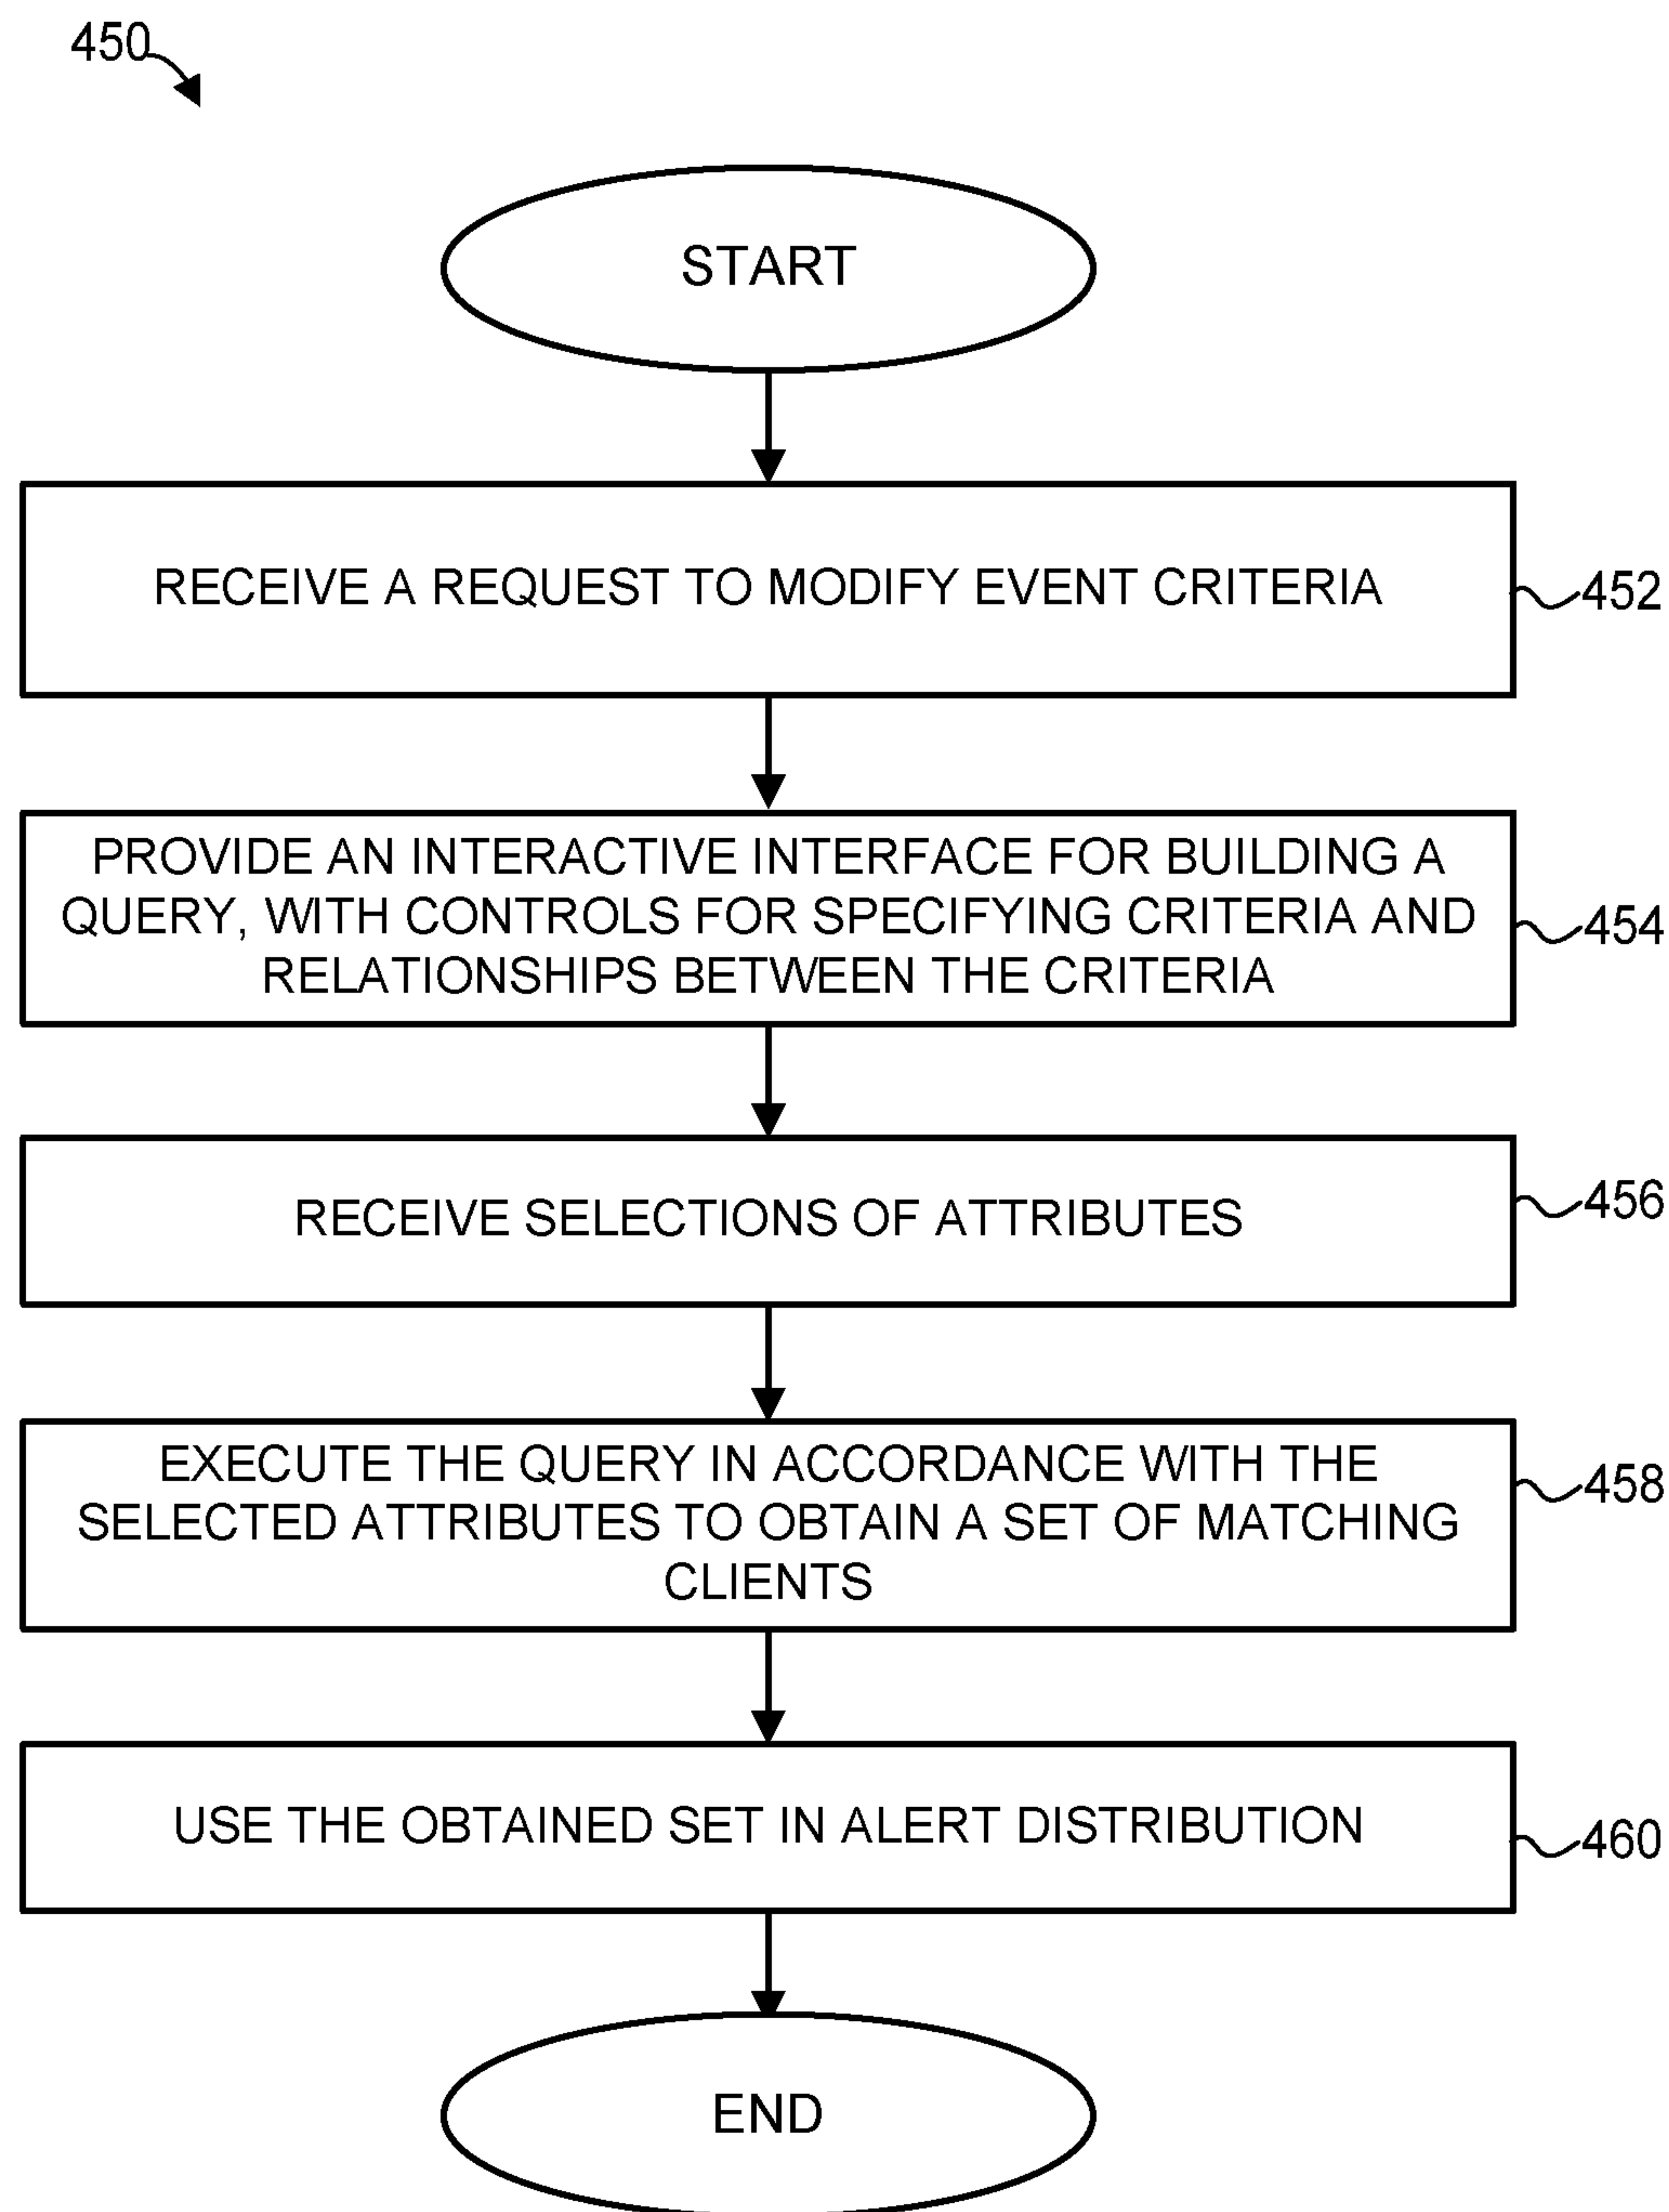 450
START
RECEIVE A REQUEST TO MODIFY EVENT CRITERIA
452
PROVIDE AN INTERACTIVE INTERFACE FOR BUILDING A
QUERY, WITH CONTROLS FOR SPECIFYING CRITERIA AND
RELATIONSHIPS BETWEEN THE CRITERIA
454
RECEIVE SELECTIONS OF ATTRIBUTES
456
EXECUTE THE QUERY IN ACCORDANCE WITH THE
SELECTED ATTRIBUTES TO OBTAIN A SET OF MATCHING
CLIENTS
458
USE THE OBTAINED SET IN ALERT DISTRIBUTION
460
END